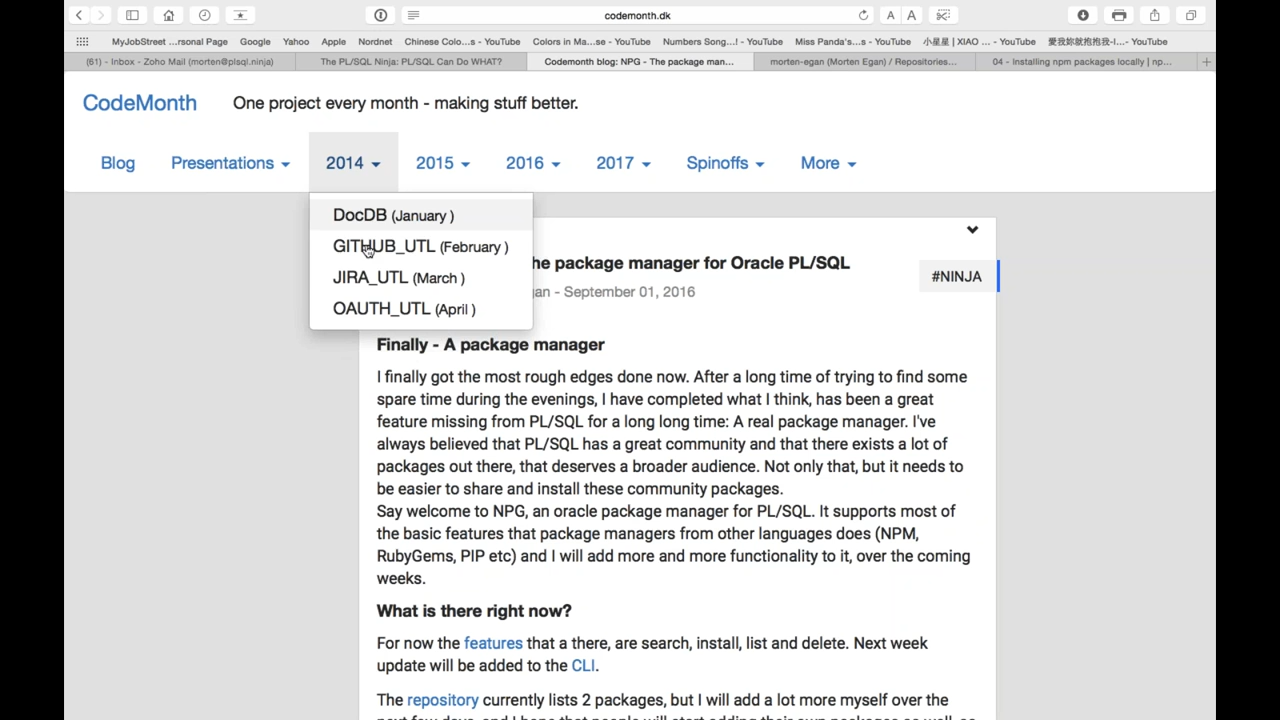 codemonth.dk
A A
MyJobStreet ...rsonal Page Google Yahoo Apple Nordnet Chinese Colo...s - YouTube Colors in Ma...se - YouTube Numbers Song...! - YouTube Miss Panda's...s - YouTube 小星星 | XIAO ... - YouTube 愛我妳就抱抱我-I...- YouTube
(61) - Inbox - Zoho Mail (morten@plsql.ninja) The PL/SQL Ninja: PL/SQL Can Do WHAT? Codemonth blog: NPG - The package man... morten-egan (Morten Egan) / Repositories... 04 - Installing npm packages locally | np...
CodeMonth One project every month - making stuff better.
Blog Presentations 2014 2015 2016 2017 Spinoffs More
DocDB (January )
GITHUB_UTL (February )
JIRA_UTL (March )
OAUTH_UTL (April )
he package manager for Oracle PL/SQL
#NINJA
an - September 01, 2016
Finally - A package manager
I finally got the most rough edges done now. After a long time of trying to find some
spare time during the evenings, I have completed what I think, has been a great
feature missing from PL/SQL for a long long time: A real package manager. I've
always believed that PL/SQL has a great community and that there exists a lot of
packages out there, that deserves a broader audience. Not only that, but it needs to
be easier to share and install these community packages.
Say welcome to NPG, an oracle package manager for PL/SQL. It supports most of
the basic features that package managers from other languages does (NPM,
RubyGems, PIP etc) and I will add more and more functionality to it, over the coming
weeks.
What is there right now?
For now the features that a there, are search, install, list and delete. Next week
update will be added to the CLI.
The repository currently lists 2 packages, but I will add a lot more myself over the